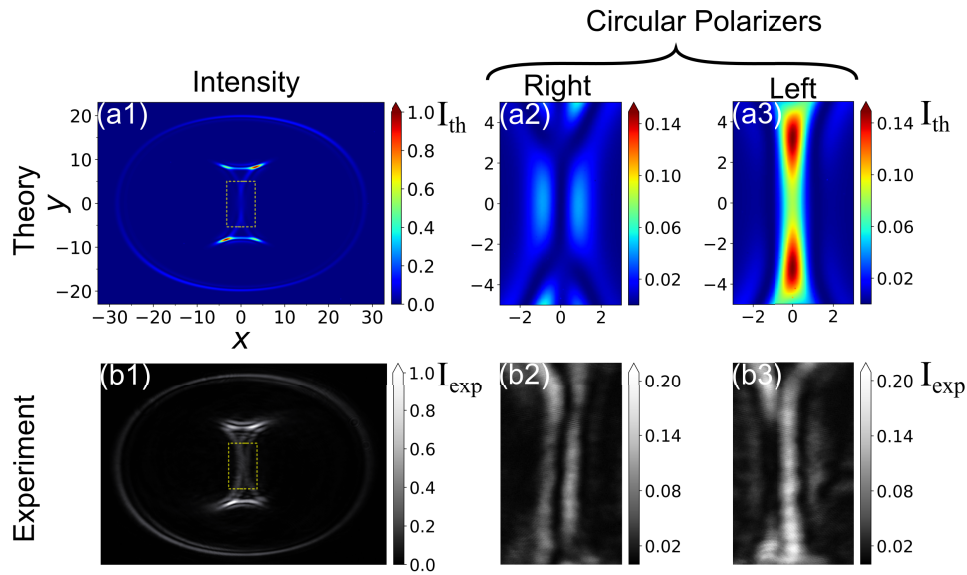 Circular Polarizers
Intensity
Right
Left
Theory
(a1)
1.0
0.8
0.6
0.4
0.2
0.0
I_th
20
10
0
−10
−20
y
−30 −20 −10 0 10 20 30
x
(a2)
4
2
0
−2
−4
−2 0 2
0.14
0.10
0.06
0.02
(a3)
4
2
0
−2
−4
−2 0 2
0.14
0.10
0.06
0.02
I_th
Experiment
(b1)
1.0
0.8
0.6
0.4
0.2
0.0
I_exp
(b2)
0.20
0.14
0.08
0.02
(b3)
0.20
0.14
0.08
0.02
I_exp